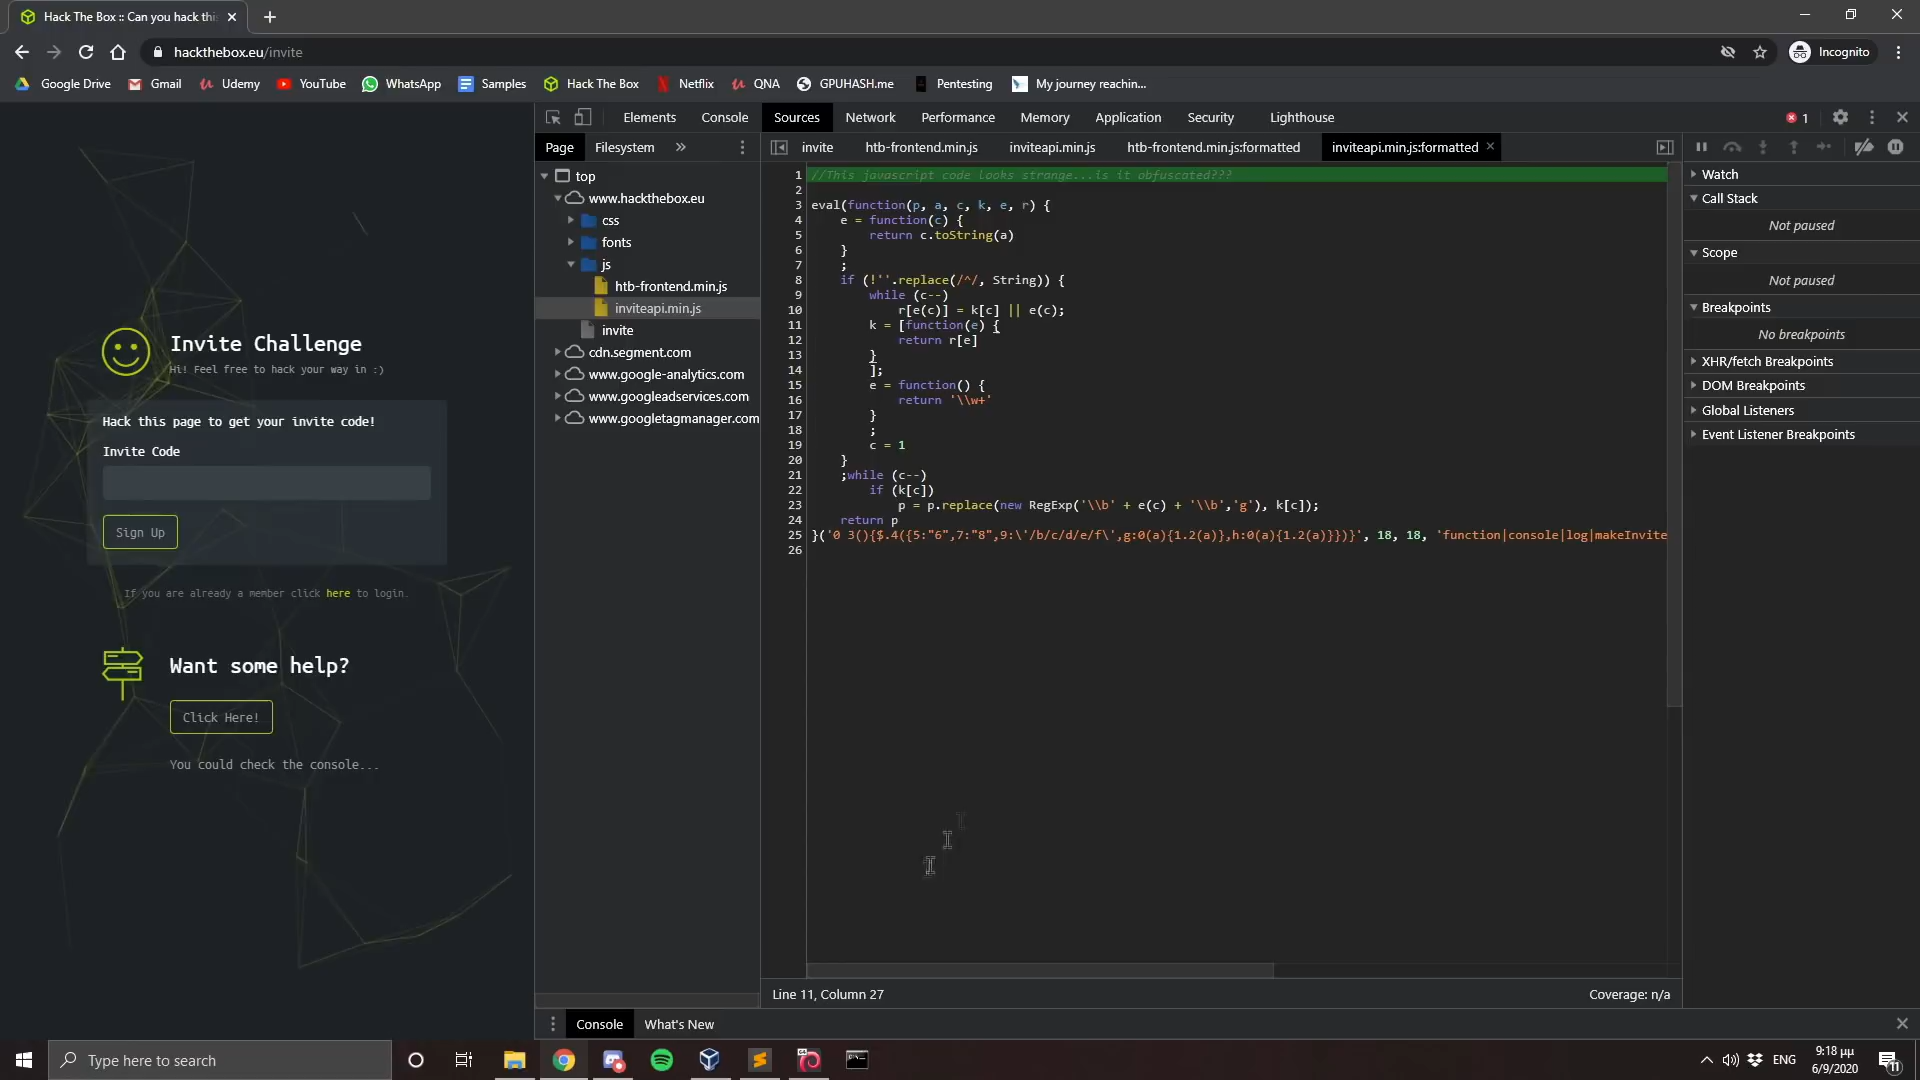 Hack The Box :: Can you hack thi
hackthebox.eu/invite
Incognito
Google Drive
Gmail
Udemy
YouTube
WhatsApp
Samples
Hack The Box
Netflix
QNA
GPUHASH.me
Pentesting
My journey reachin...
Elements
Console
Sources
Network
Performance
Memory
Application
Security
Lighthouse
1
Page
Filesystem
»
invite
htb-frontend.min.js
inviteapi.min.js
htb-frontend.min.js:formatted
inviteapi.min.js:formatted
top
www.hackthebox.eu
css
fonts
js
htb-frontend.min.js
inviteapi.min.js
invite
cdn.segment.com
www.google-analytics.com
www.googleadservices.com
www.googletagmanager.com
Invite Challenge
Hi! Feel free to hack your way in :)
Hack this page to get your invite code!
Invite Code
Sign Up
If you are already a member click here to login.
Want some help?
Click Here!
You could check the console...
1 //This javascript code looks strange...is it obfuscated???
2
3 eval(function(p, a, c, k, e, r) {
4 e = function(c) {
5 return c.toString(a)
6 }
7 ;
8 if (!''.replace(/^/, String)) {
9 while (c--)
10 r[e(c)] = k[c] || e(c);
11 k = [function(e) {
12 return r[e]
13 }
14 ];
15 e = function() {
16 return '\\w+'
17 }
18 ;
19 c = 1
20 }
21 ;while (c--)
22 if (k[c])
23 p = p.replace(new RegExp('\\b' + e(c) + '\\b','g'), k[c]);
24 return p
25 }('0 3(){$.4({5:"6",7:"8",9:\'/b/c/d/e/f\',g:0(a){1.2(a)},h:0(a){1.2(a)}})}', 18, 18, 'function|console|log|makeInvite
26
Watch
Call Stack
Not paused
Scope
Not paused
Breakpoints
No breakpoints
XHR/fetch Breakpoints
DOM Breakpoints
Global Listeners
Event Listener Breakpoints
Line 11, Column 27
Coverage: n/a
Console
What's New
Type here to search
ENG
9:18 μμ
6/9/2020
11